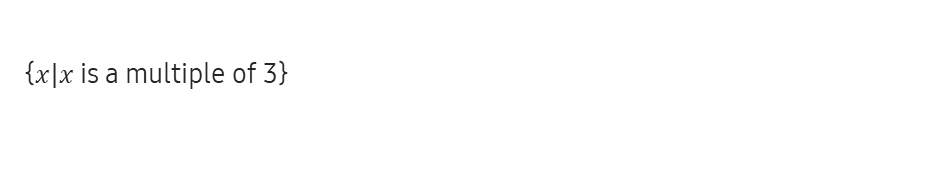 {x|x is a multiple of 3}